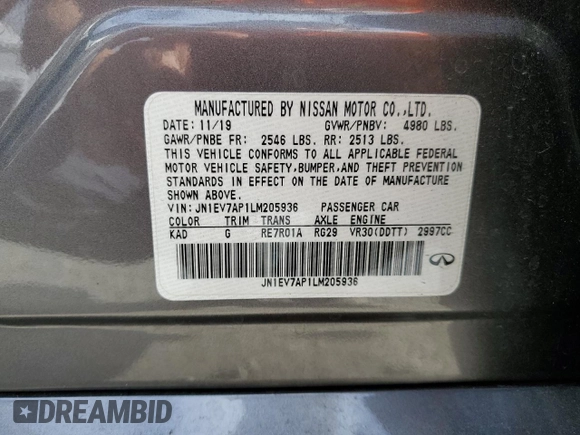 MANUFACTURED BY NISSAN MOTOR CO.,LTD.
DATE: 11/19 GVWR/PNBV: 4980 LBS.
GAWR/PNBE FR: 2546 LBS. RR: 2513 LBS.
THIS VEHICLE CONFORMS TO ALL APPLICABLE FEDERAL
MOTOR VEHICLE SAFETY,BUMPER,AND THEFT PREVENTION
STANDARDS IN EFFECT ON THE DATE OF MANUFACTURE
SHOWN ABOVE.
VIN: JN1EV7AP1LM205936 PASSENGER CAR
COLOR TRIM TRANS AXLE ENGINE
KAD G RE7R01A RG29 VR30(DDTT) 2997CC
JN1EV7AP1LM205936
DREAMBID